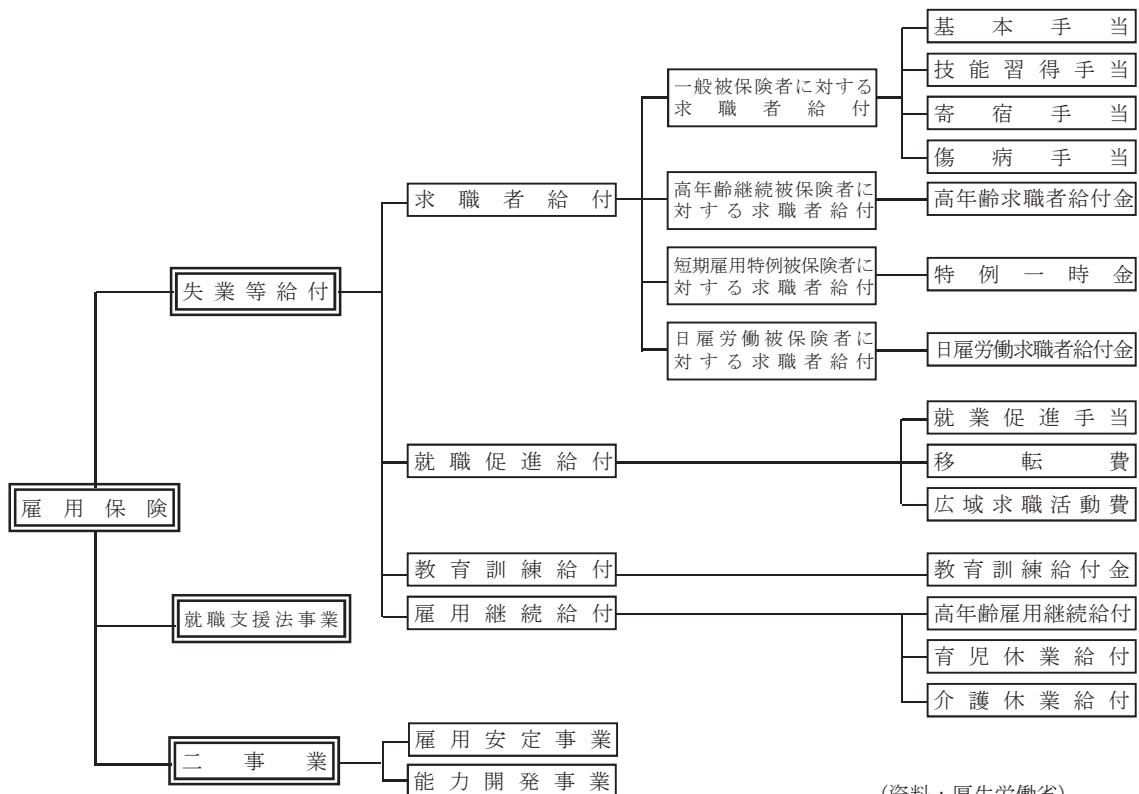 基本手当
技能習得手当
一般被保険者に対する
求職者給付
寄宿手当
傷病手当
求職者給付
高年齢継続被保険者に
対する求職者給付
高年齢求職者給付金
短期雇用特例被保険者に
対する求職者給付
特例一時金
失業等給付
日雇労働被保険者に
対する求職者給付
日雇労働求職者給付金
就業促進手当
就職促進給付
移転費
広域求職活動費
雇用保険
教育訓練給付
教育訓練給付金
就職支援法事業
雇用継続給付
高年齢雇用継続給付
育児休業給付
介護休業給付
二事業
雇用安定事業
能力開発事業
(資料:厚生労働省)